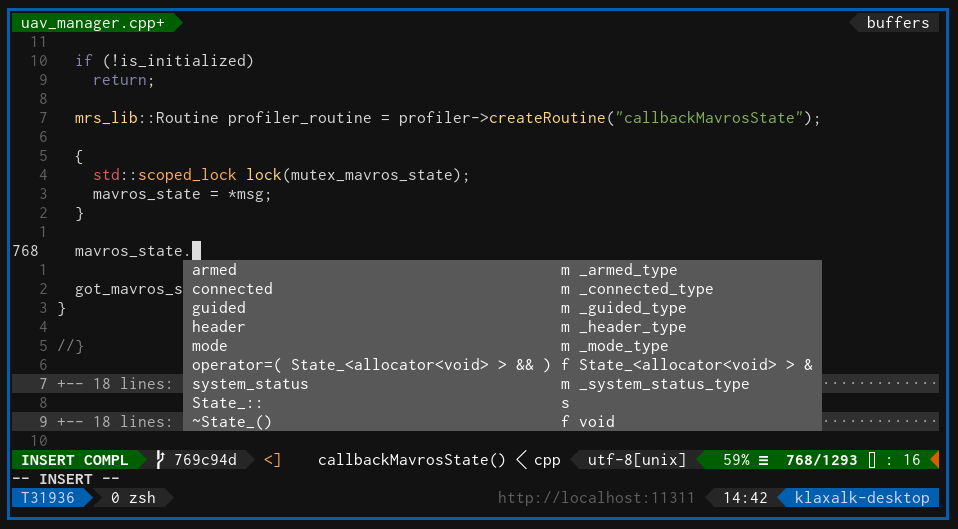 uav_manager.cpp+ buffers
11
10 if (!is_initialized)
9 return;
8
7 mrs_lib::Routine profiler_routine = profiler->createRoutine("callbackMavrosState");
6
5 {
4 std::scoped_lock lock(mutex_mavros_state);
3 mavros_state = *msg;
2 }
1
768 mavros_state.
1 armed m _armed_type
2 got_mavros_s connected m _connected_type
3 } guided m _guided_type
4 header m _header_type
5 //} mode m _mode_type
6 operator=( State_<allocator<void> > && ) f State_<allocator<void> > &
7 +-- 18 lines: system_status m _system_status_type ·············
8 State_:: s
9 +-- 18 lines: ~State_() f void ·············
10
INSERT COMPL 769c94d <] callbackMavrosState() < cpp utf-8[unix] 59% ≡ 768/1293 : 16
-- INSERT --
T31936 0 zsh http://localhost:11311 14:42 klaxalk-desktop